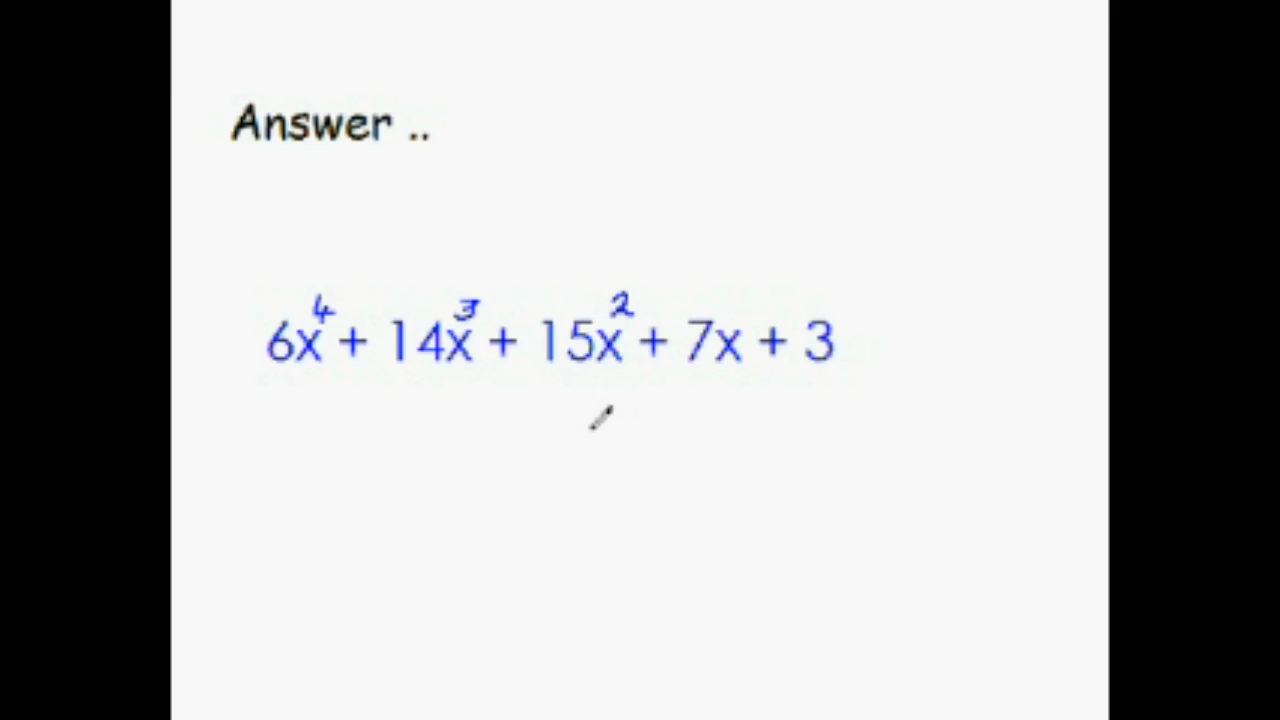 Answer ..
6x⁴ + 14x³ + 15x² + 7x + 3